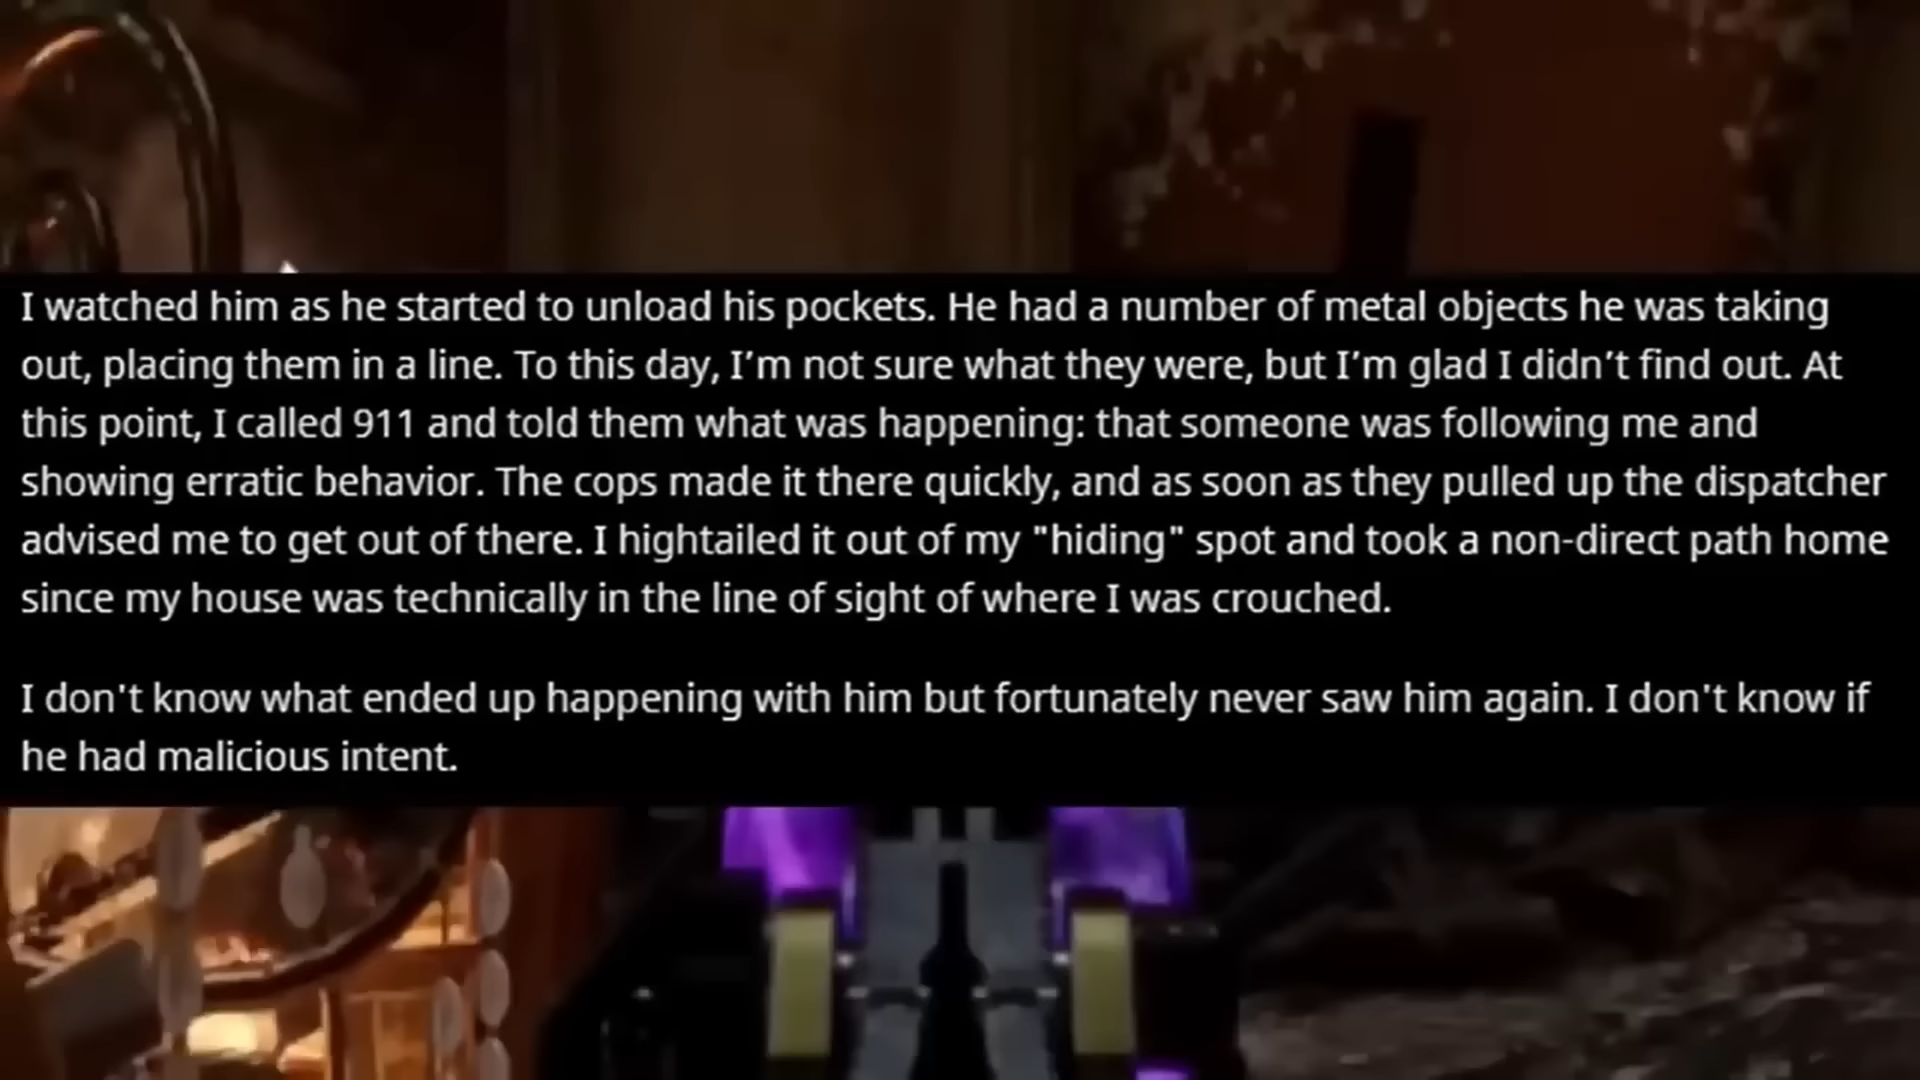 I watched him as he started to unload his pockets. He had a number of metal objects he was taking
out, placing them in a line. To this day, I’m not sure what they were, but I’m glad I didn’t find out. At
this point, I called 911 and told them what was happening: that someone was following me and
showing erratic behavior. The cops made it there quickly, and as soon as they pulled up the dispatcher
advised me to get out of there. I hightailed it out of my "hiding" spot and took a non-direct path home
since my house was technically in the line of sight of where I was crouched.
I don't know what ended up happening with him but fortunately never saw him again. I don't know if
he had malicious intent.